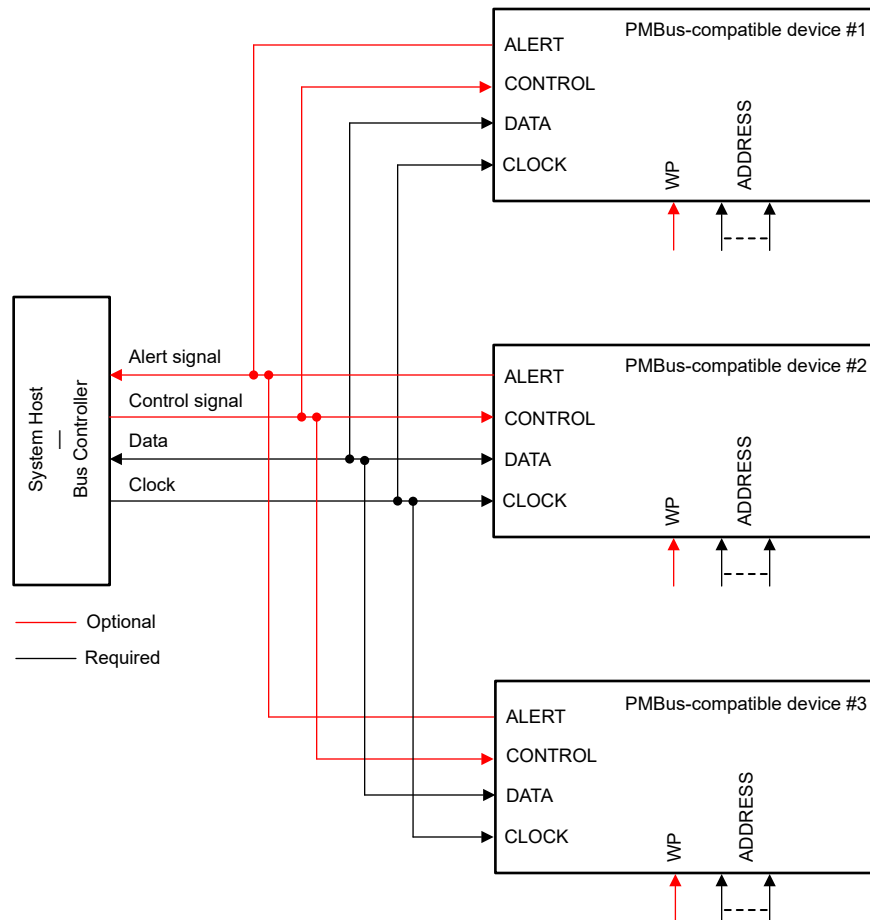 PMBus-compatible device #1
ALERT
CONTROL
DATA
CLOCK
WP
ADDRESS
System Host
Bus Controller
Alert signal
Control signal
Data
Clock
PMBus-compatible device #2
ALERT
CONTROL
DATA
CLOCK
WP
ADDRESS
Optional
Required
PMBus-compatible device #3
ALERT
CONTROL
DATA
CLOCK
WP
ADDRESS